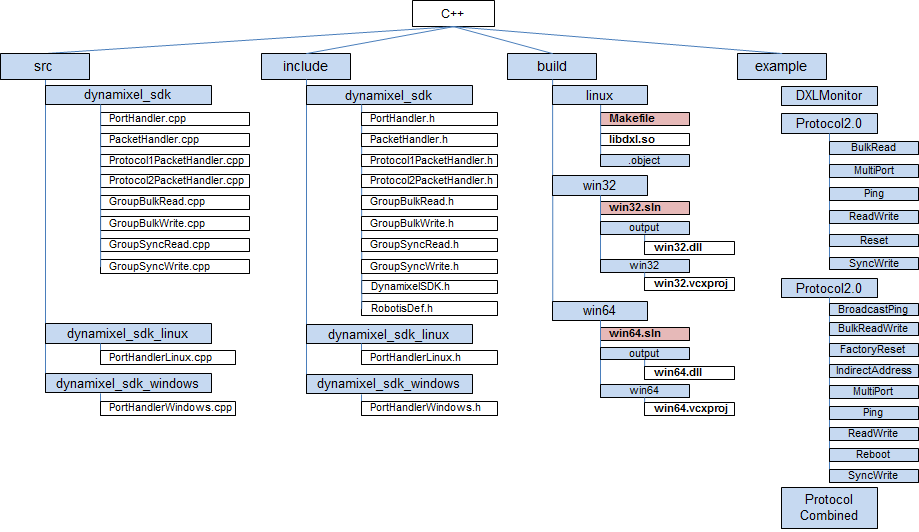 C++
src
dynamixel_sdk
PortHandler.cpp
PacketHandler.cpp
Protocol1PacketHandler.cpp
Protocol2PacketHandler.cpp
GroupBulkRead.cpp
GroupBulkWrite.cpp
GroupSyncRead.cpp
GroupSyncWrite.cpp
dynamixel_sdk_linux
PortHandlerLinux.cpp
dynamixel_sdk_windows
PortHandlerWindows.cpp
include
dynamixel_sdk
PortHandler.h
PacketHandler.h
Protocol1PacketHandler.h
Protocol2PacketHandler.h
GroupBulkRead.h
GroupBulkWrite.h
GroupSyncRead.h
GroupSyncWrite.h
DynamixelSDK.h
RobotisDef.h
dynamixel_sdk_linux
PortHandlerLinux.h
dynamixel_sdk_windows
PortHandlerWindows.h
build
linux
Makefile
libdxl.so
.object
win32
win32.sln
output
win32.dll
win32
win32.vcxproj
win64
win64.sln
output
win64.dll
win64
win64.vcxproj
example
DXLMonitor
Protocol2.0
BulkRead
MultiPort
Ping
ReadWrite
Reset
SyncWrite
Protocol2.0
BroadcastPing
BulkReadWrite
FactoryReset
IndirectAddress
MultiPort
Ping
ReadWrite
Reboot
SyncWrite
Protocol
Combined